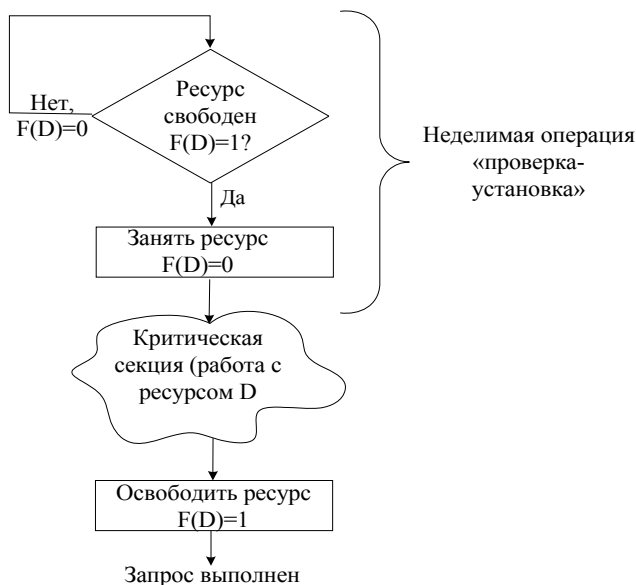 Ресурс
свободен
F(D)=1?
Нет,
F(D)=0
Да
Занять ресурс
F(D)=0
Неделимая операция
«проверка-
установка»
Критическая
секция (работа с
ресурсом D
Освободить ресурс
F(D)=1
Запрос выполнен